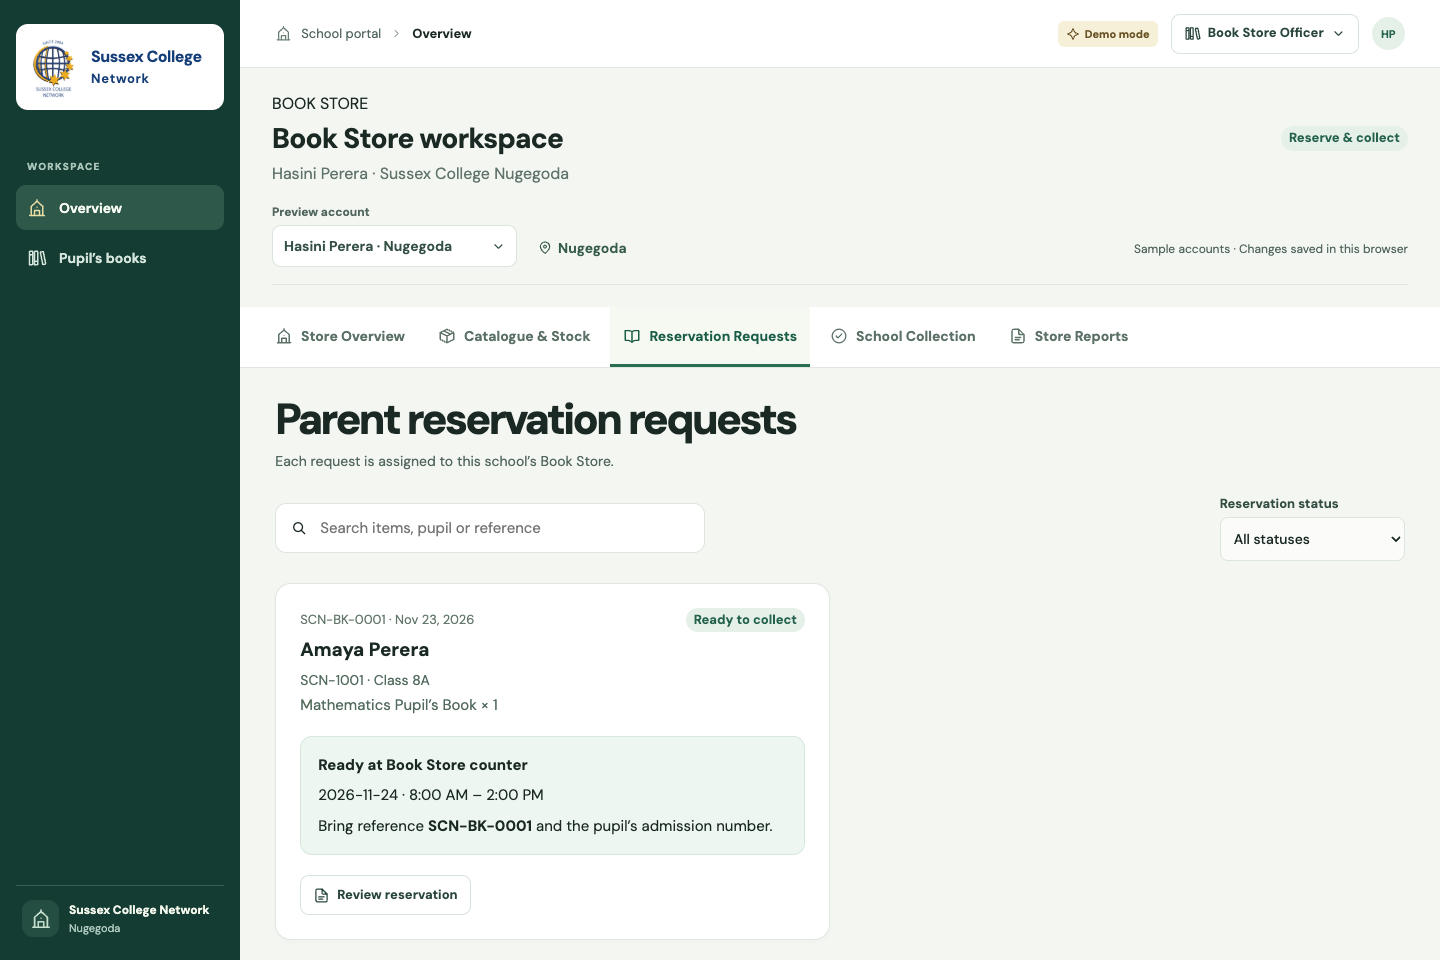 SINCE 1984
SUSSEX COLLEGE
NETWORK
Sussex College
Network
WORKSPACE
Overview
Pupil’s books
Sussex College Network
Nugegoda
School portal > Overview
Demo mode
Book Store Officer
HP
BOOK STORE
Book Store workspace
Reserve & collect
Hasini Perera · Sussex College Nugegoda
Preview account
Hasini Perera · Nugegoda
Nugegoda
Sample accounts · Changes saved in this browser
Store Overview
Catalogue & Stock
Reservation Requests
School Collection
Store Reports
Parent reservation requests
Each request is assigned to this school’s Book Store.
Search items, pupil or reference
Reservation status
All statuses
SCN-BK-0001 · Nov 23, 2026
Ready to collect
Amaya Perera
SCN-1001 · Class 8A
Mathematics Pupil’s Book × 1
Ready at Book Store counter
2026-11-24 · 8:00 AM – 2:00 PM
Bring reference SCN-BK-0001 and the pupil’s admission number.
Review reservation